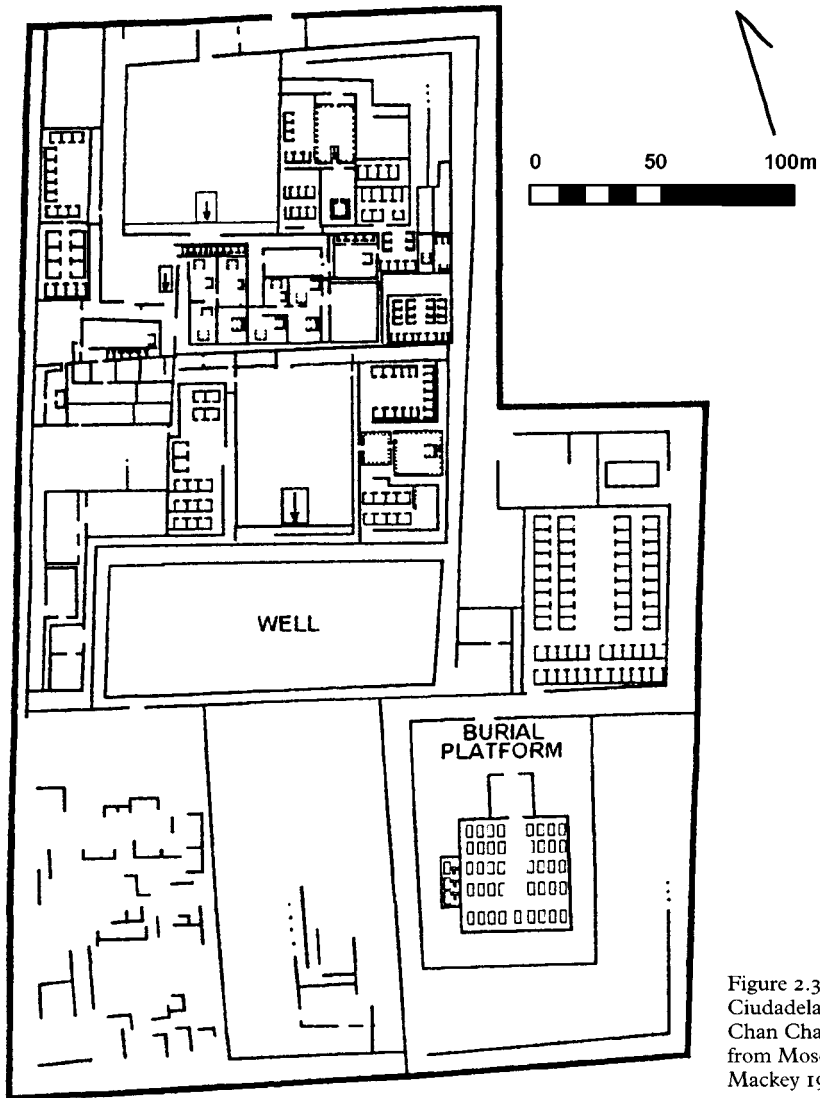 0 50 100m
WELL
BURIAL
PLATFORM
Figure 2.3
Ciudadela
Chan Cha
from Mos
Mackey 19